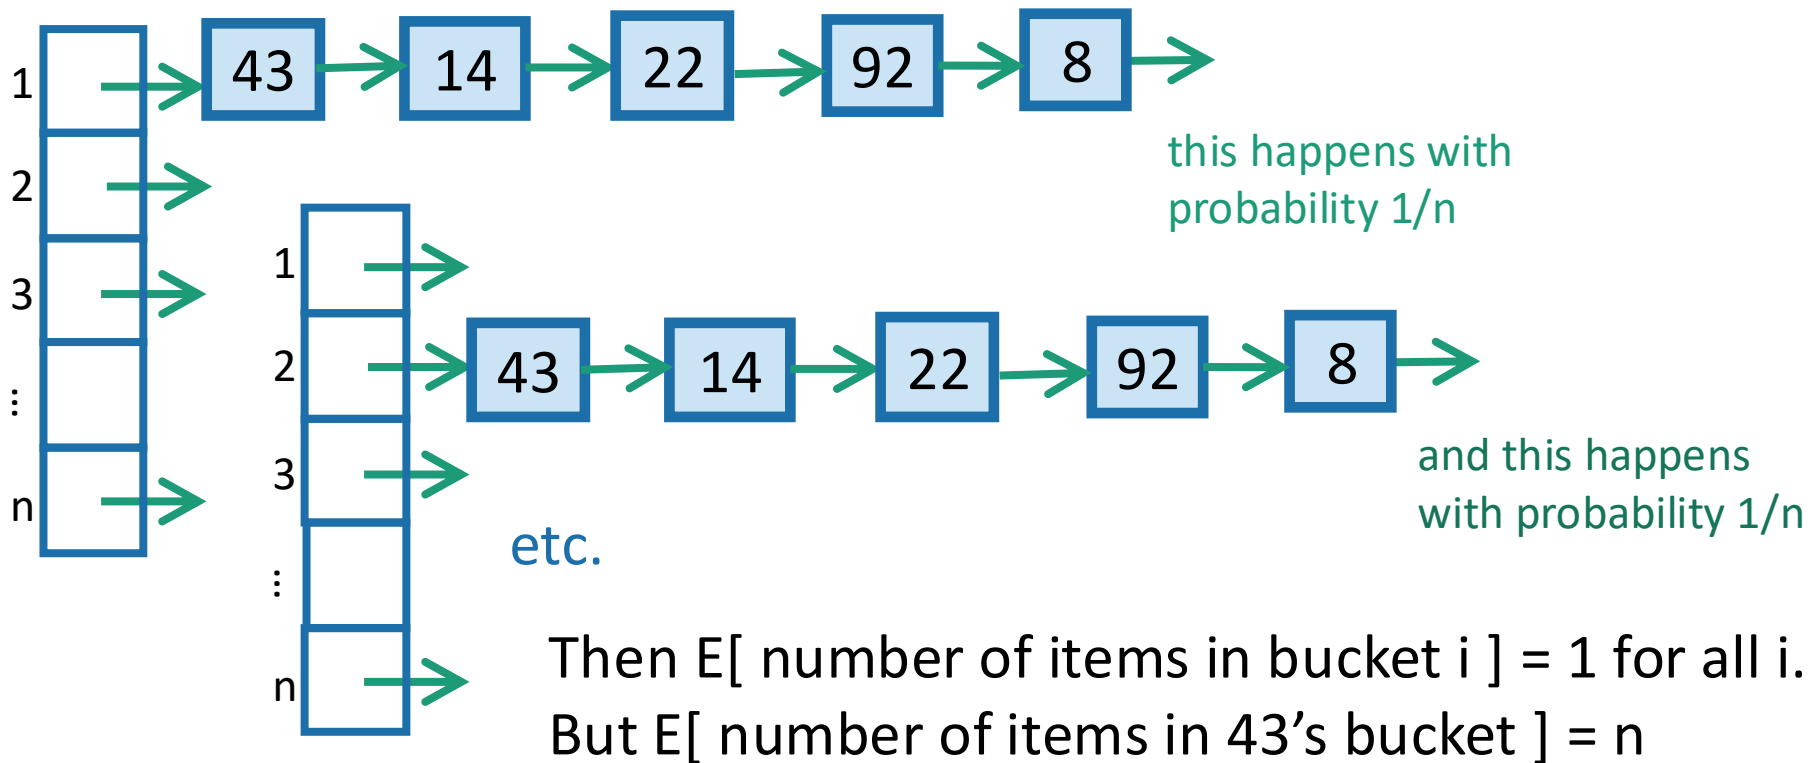 1
43
14
22
92
8
2
3
...
n
this happens with
probability 1/n
1
2
43
14
22
92
8
3
...
n
and this happens
with probability 1/n
etc.
Then E[ number of items in bucket i ] = 1 for all i.
But E[ number of items in 43’s bucket ] = n